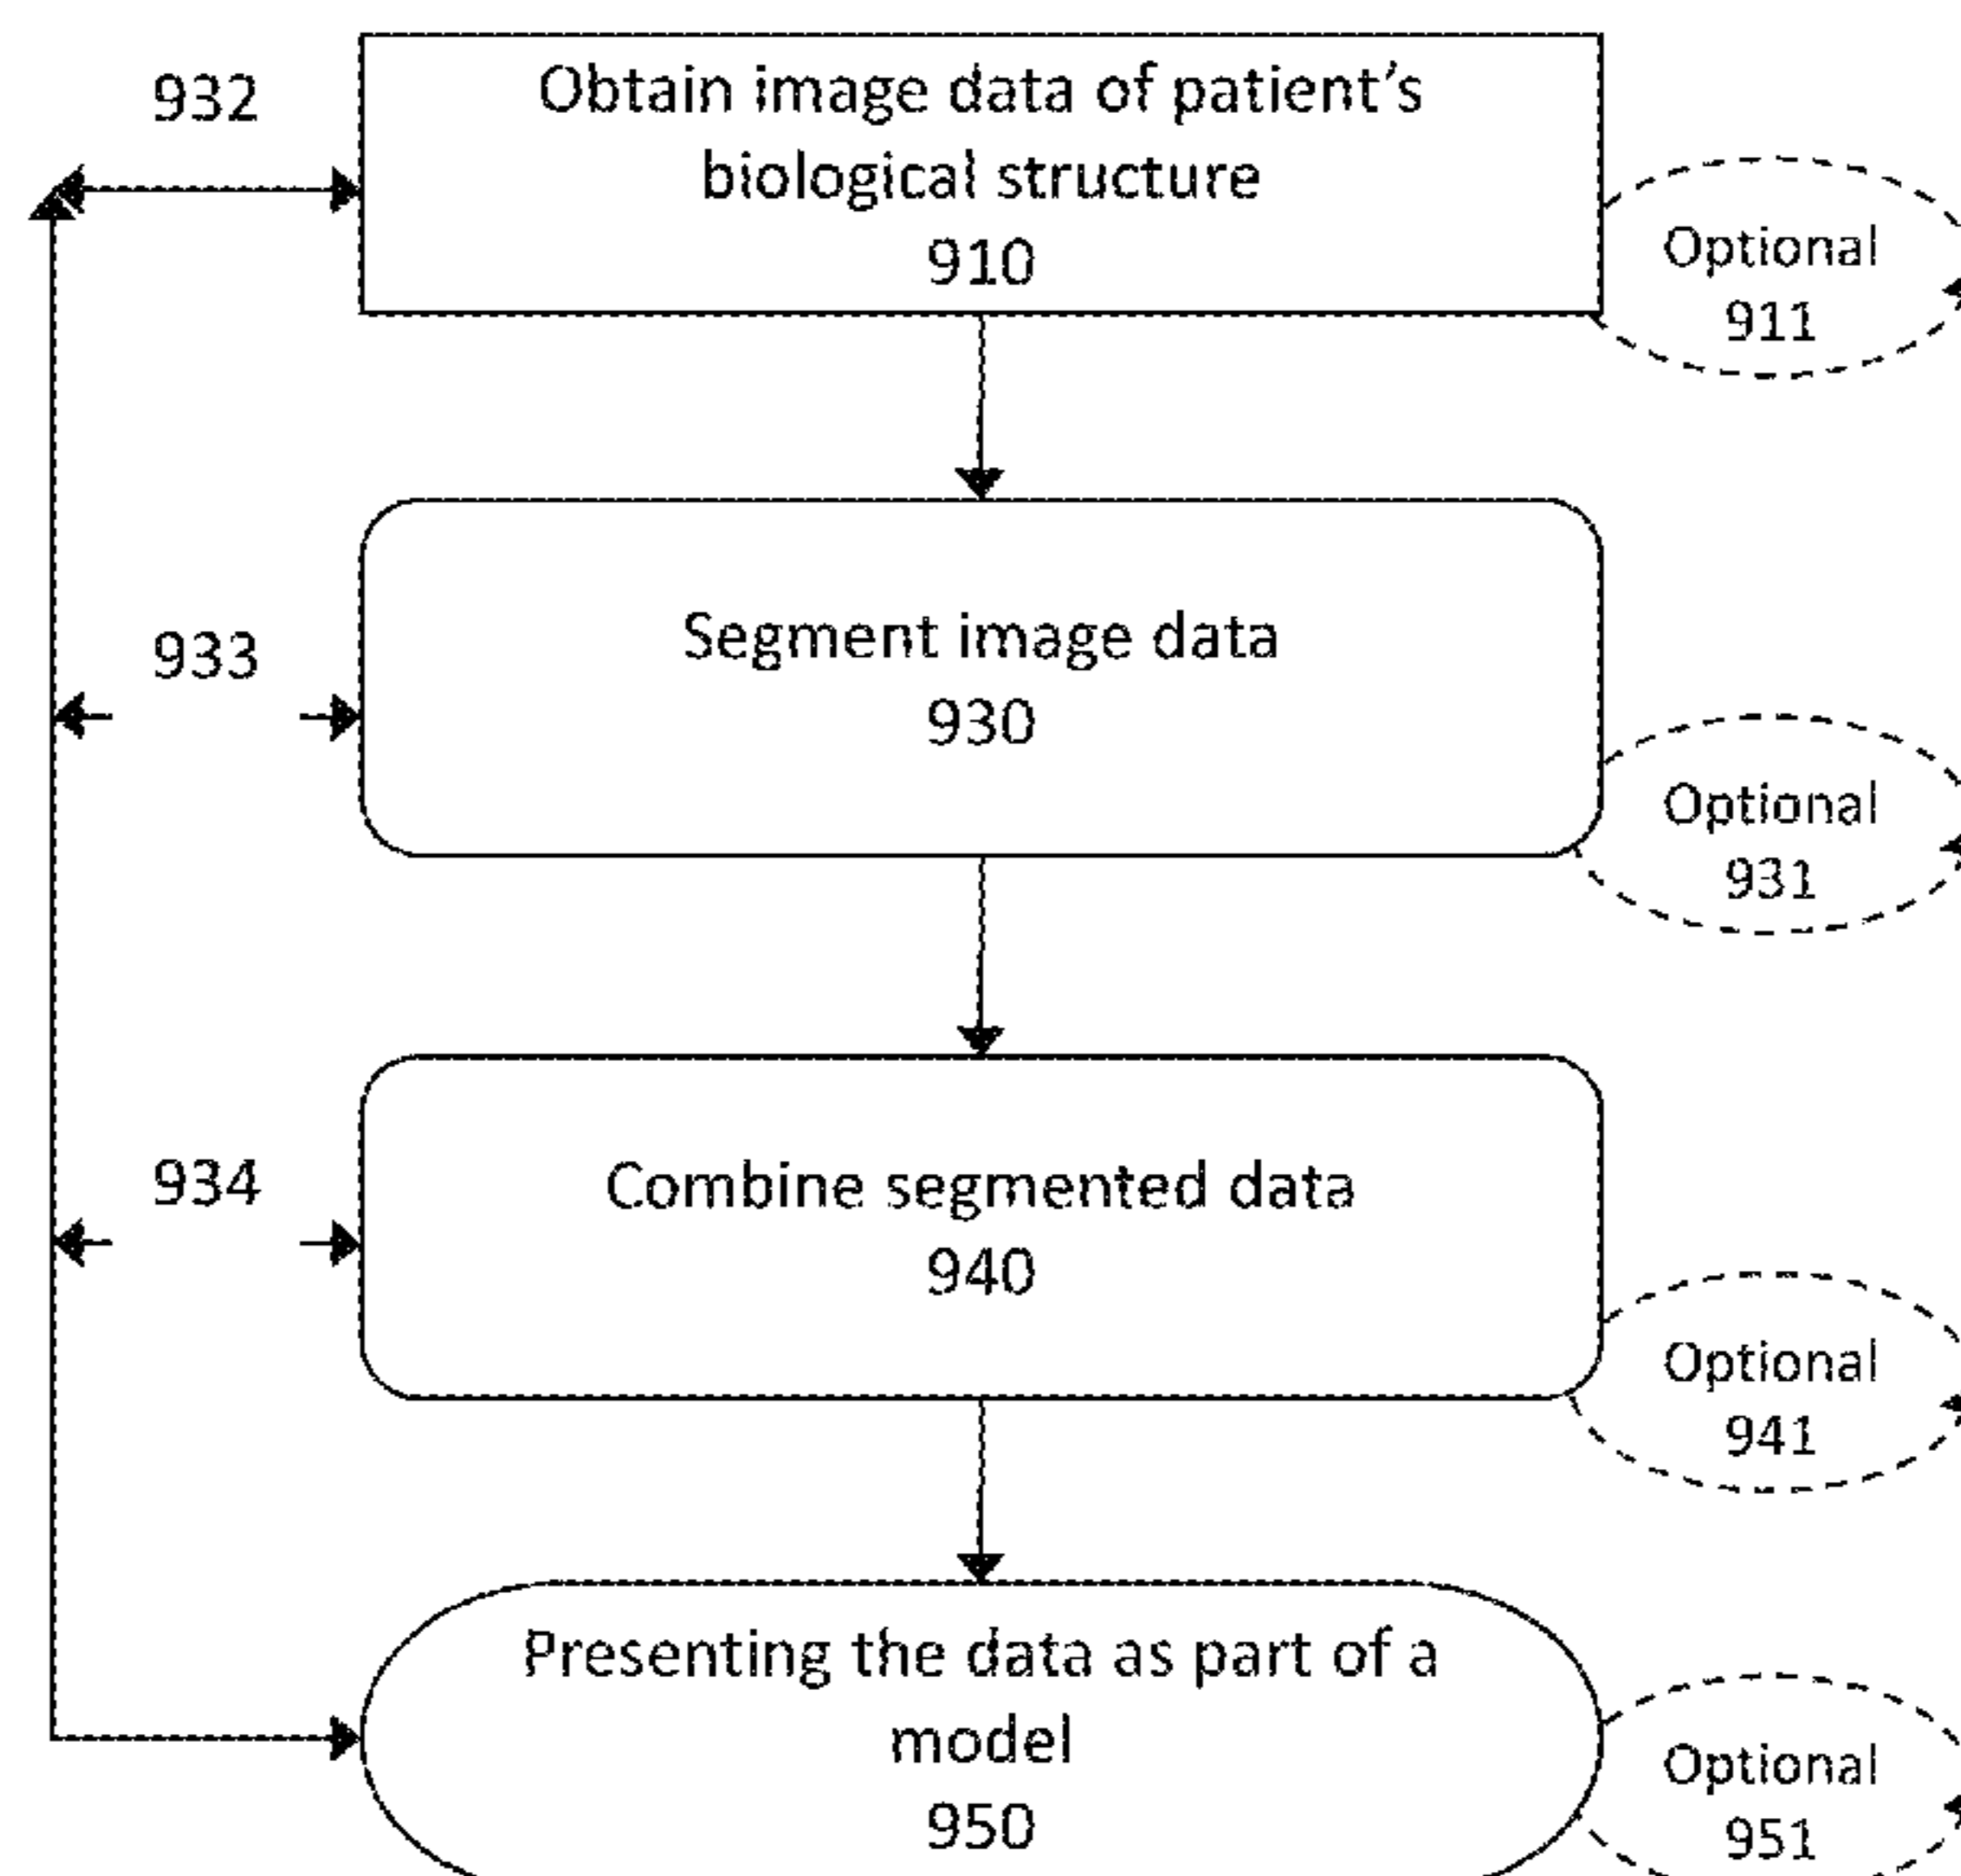 932
Obtain image data of patient's
biological structure
910
Optional
911
933
Segment image data
930
Optional
931
934
Combine segmented data
940
Optional
941
Presenting the data as part of a
model
950
Optional
951